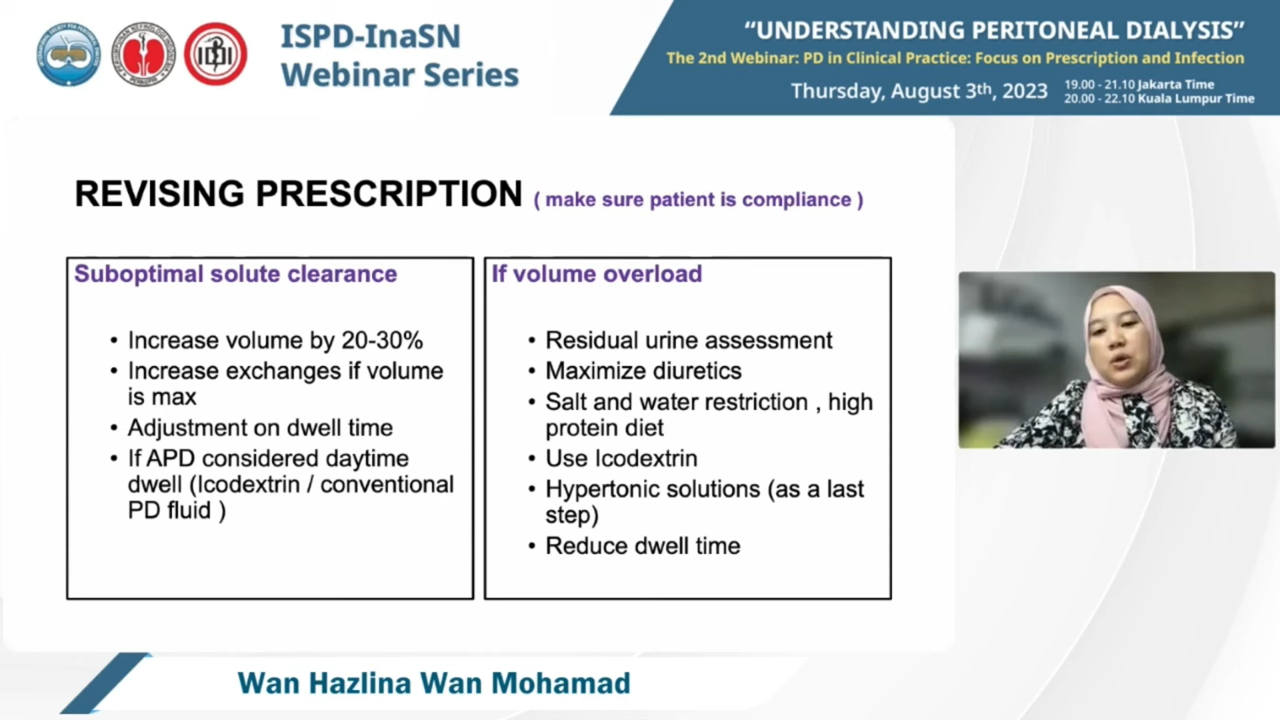 ISPD-InaSN
Webinar Series
“UNDERSTANDING PERITONEAL DIALYSIS”
The 2nd Webinar: PD in Clinical Practice: Focus on Prescription and Infection
Thursday, August 3th, 2023
19.00 - 21.10 Jakarta Time
20.00 - 22.10 Kuala Lumpur Time
REVISING PRESCRIPTION ( make sure patient is compliance )
Suboptimal solute clearance
• Increase volume by 20-30%
• Increase exchanges if volume
is max
• Adjustment on dwell time
• If APD considered daytime
dwell (Icodextrin / conventional
PD fluid )
If volume overload
• Residual urine assessment
• Maximize diuretics
• Salt and water restriction , high
protein diet
• Use Icodextrin
• Hypertonic solutions (as a last
step)
• Reduce dwell time
Wan Hazlina Wan Mohamad